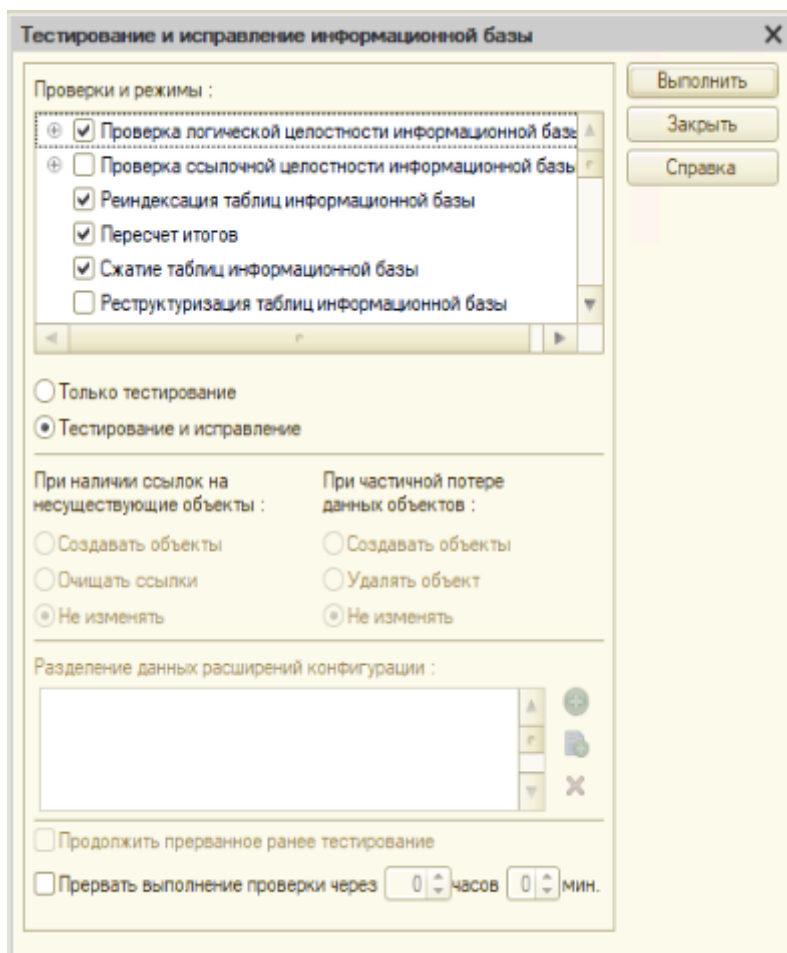 Тестирование и исправление информационной базы
Проверки и режимы :
Выполнить
Закрыть
Справка
Проверка логической целостности информационной базы
Проверка ссылочной целостности информационной базы
Реиндексация таблиц информационной базы
Пересчет итогов
Сжатие таблиц информационной базы
Реструктуризация таблиц информационной базы
Только тестирование
Тестирование и исправление
При наличии ссылок на
несуществующие объекты :
Создавать объекты
Очищать ссылки
Не изменять
При частичной потере
данных объектов :
Создавать объекты
Удалять объект
Не изменять
Разделение данных расширений конфигурации :
Продолжить прерванное ранее тестирование
Прервать выполнение проверки через 0 часов 0 мин.